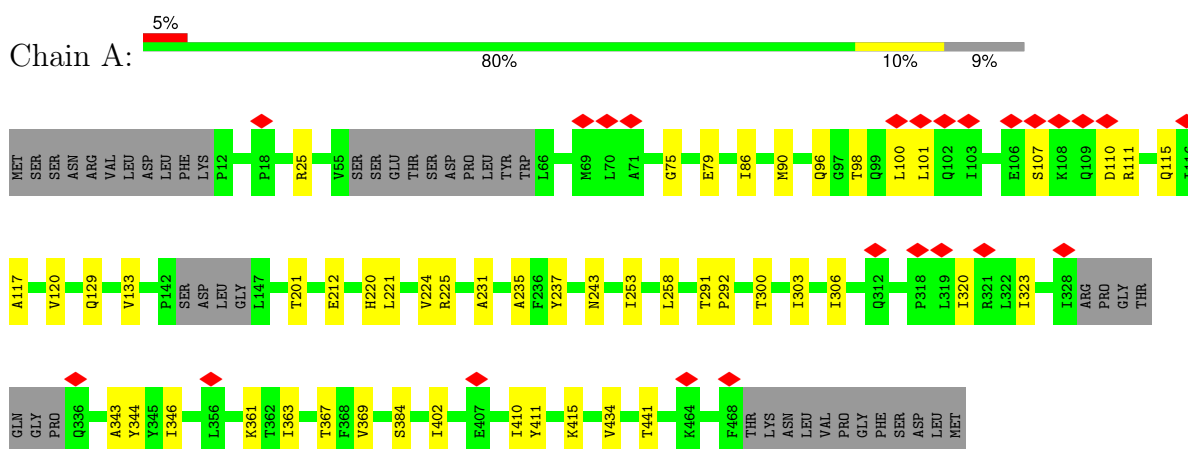 5%
Chain A:
80% 10% 9%
MET SER SER ASN ARG VAL LEU ASP LEU PHE LYS P12 P18 R25 V55 SER SER GLU THR SER ASP PRO LEU TYR TRP L66 M69 L70 A71 G75 E79 I86 M90 Q96 G97 T98 Q99 L100 L101 Q102 I103 E106 S107 K108 Q109 D110 R111 Q115 I116
A117 V120 Q129 V133 P142 SER ASP LEU GLY L147 T201 E212 H220 L221 V224 R225 A231 A235 F236 Y237 N243 I253 L258 T291 P292 T300 I303 I306 Q312 P318 L319 I320 R321 L322 I323 I328 ARG PRO GLY THR
GLN GLY PRO Q336 A343 Y344 Y345 I346 L356 K361 T362 I363 T367 F368 V369 S384 I402 E407 I410 Y411 K415 V434 T441 K464 F468 THR LYS ASN LEU VAL PRO GLY PHE SER ASP LEU MET